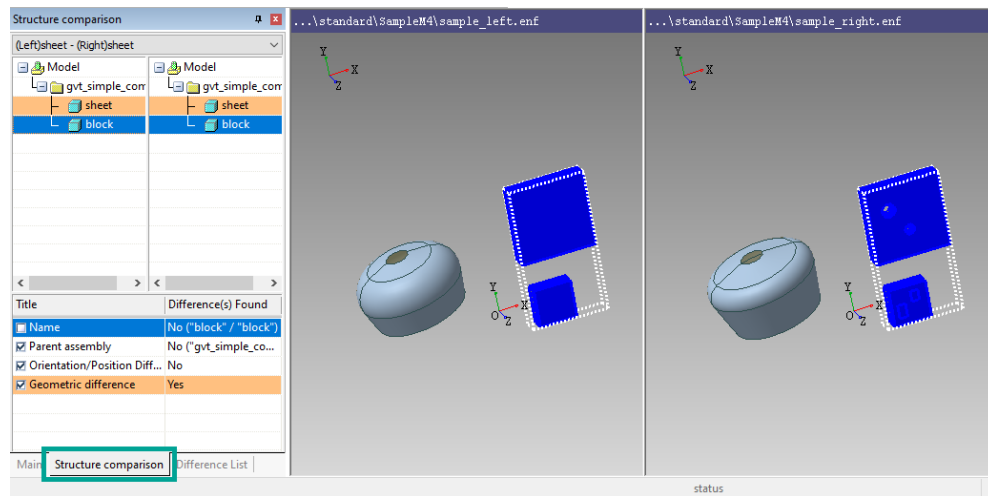 Structure comparison
(Left)sheet - (Right)sheet
Model
gvt_simple_com
sheet
block
Model
gvt_simple_com
sheet
block
Title
Difference(s) Found
Name
No ("block" / "block")
Parent assembly
No ("gvt_simple_co...
Orientation/Position Diff...
No
Geometric difference
Yes
Main
Structure comparison
Difference List
...\standard\SampleM4\sample_left.enf
Y
X
Z
Y
X
O
Z
...\standard\SampleM4\sample_right.enf
Y
X
Z
Y
X
O
Z
status